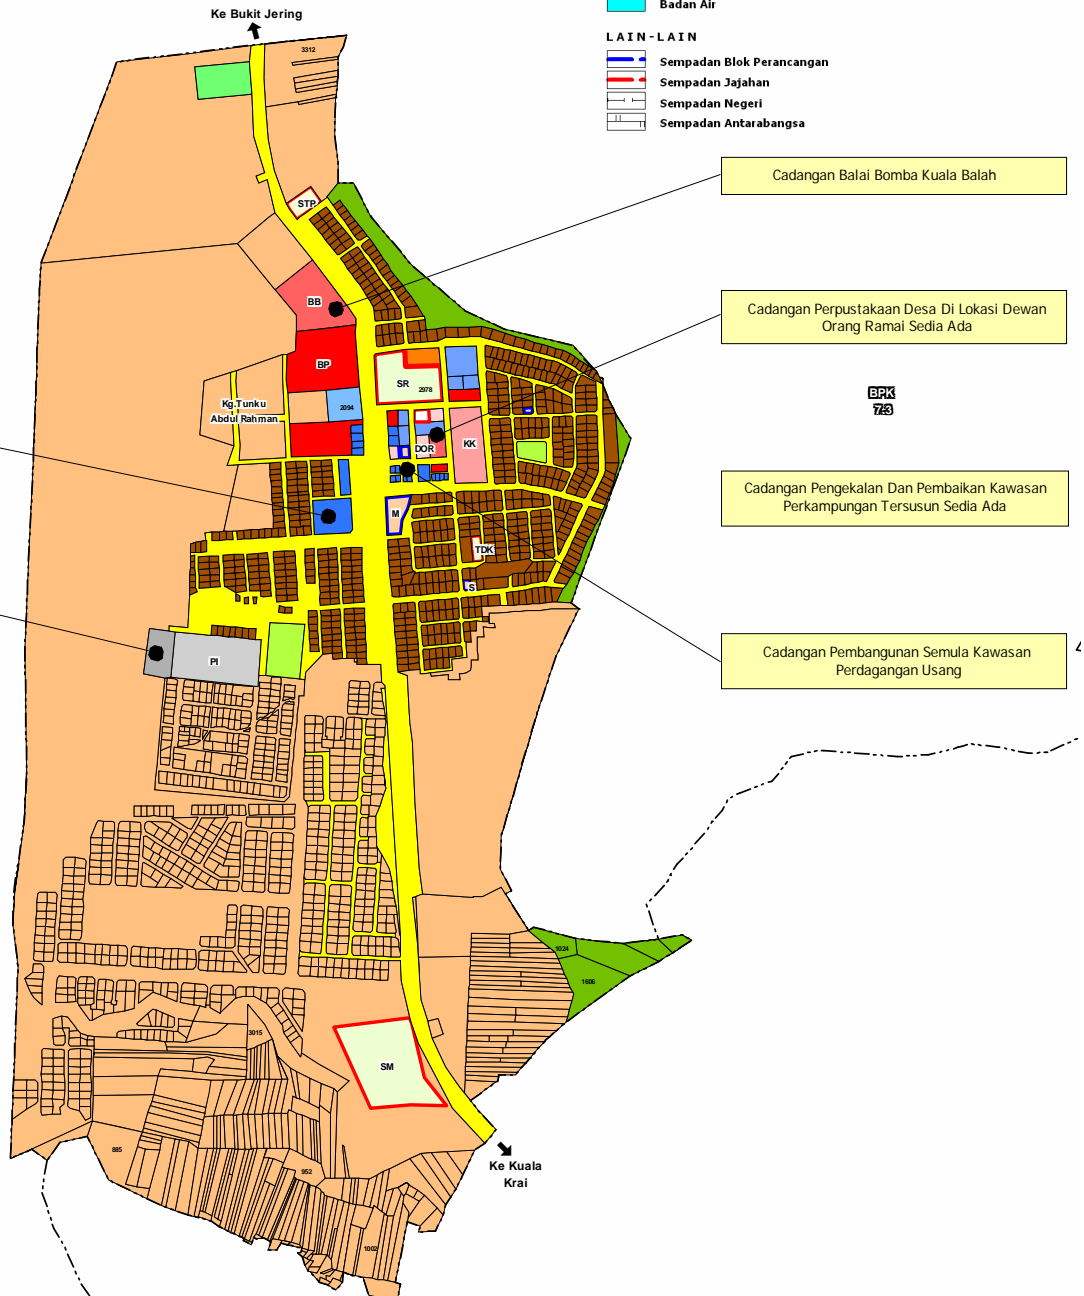 Badan Air
Ke Bukit Jering
LAIN-LAIN
Sempadan Blok Perancangan
Sempadan Jajahan
Sempadan Negeri
Sempadan Antarabangsa
3312
Cadangan Balai Bomba Kuala Balah
STP
BB
Cadangan Perpustakaan Desa Di Lokasi Dewan
Orang Ramai Sedia Ada
BP
SR
2978
BPK
7.3
Kg.Tunku
Abdul Rahman
2094
DOR
KK
Cadangan Pengekalan Dan Pembaikan Kawasan
Perkampungan Tersusun Sedia Ada
M
TDK
S
Cadangan Pembangunan Semula Kawasan
Perdagangan Usang
PI
1024
1606
3015
SM
885
952
Ke Kuala
Krai
1002